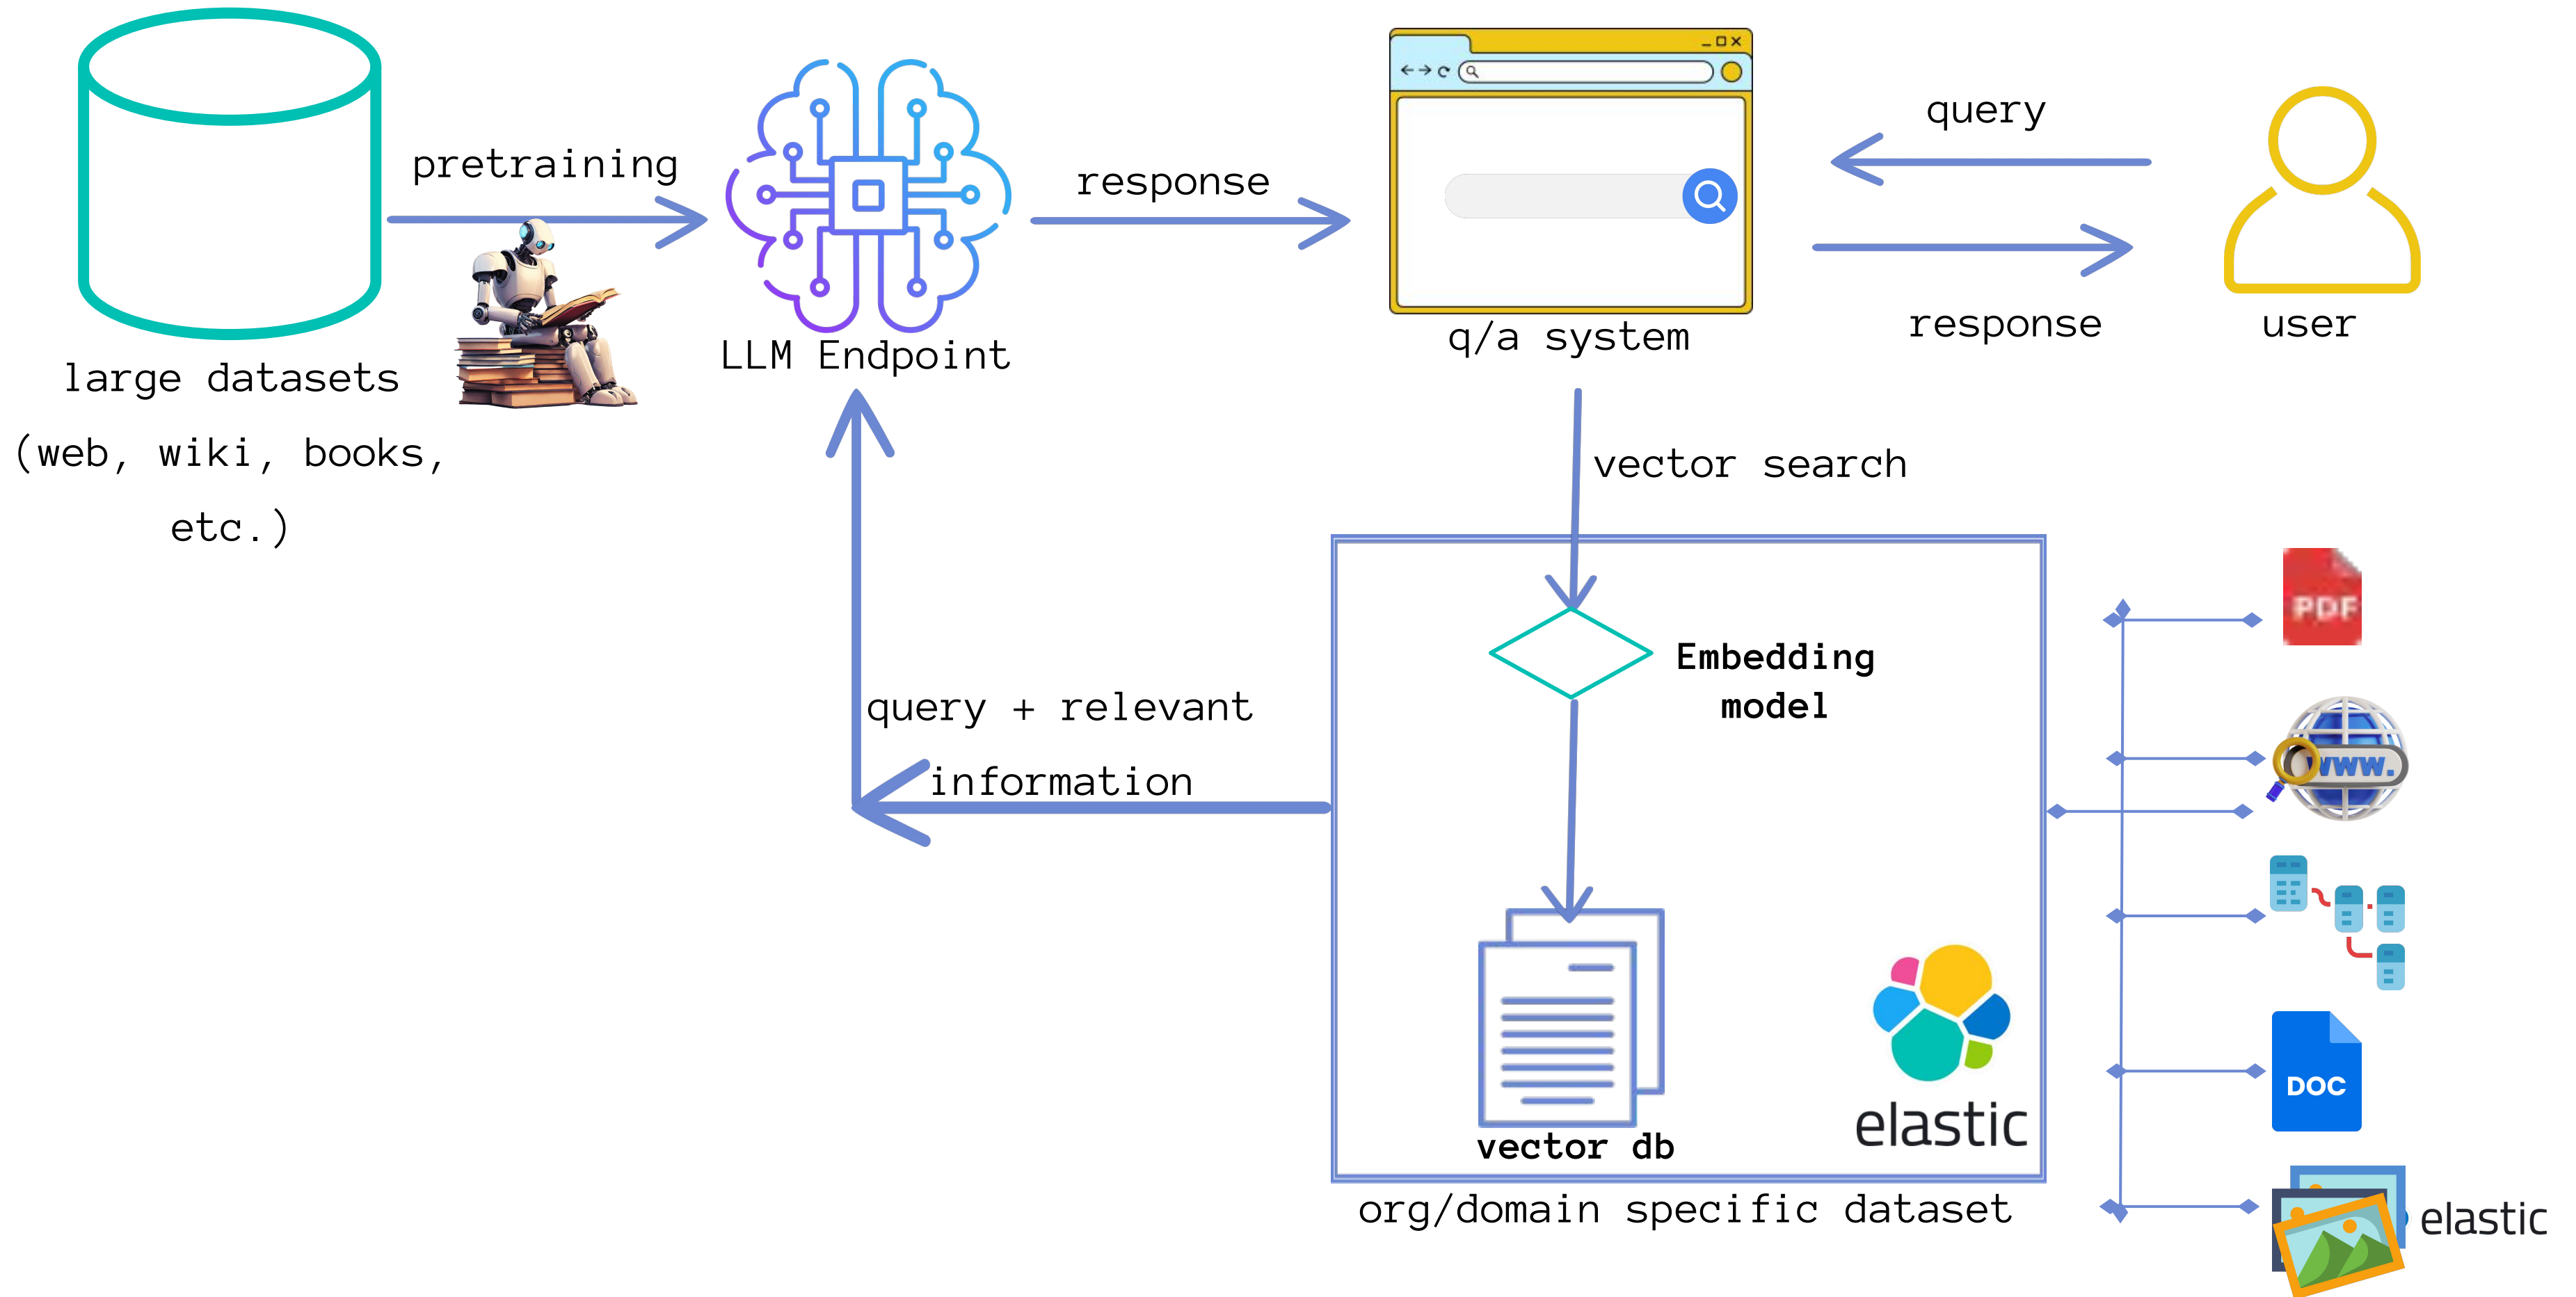 pretraining
large datasets
(web, wiki, books,
etc.)
LLM Endpoint
response
q/a system
query
response
user
vector search
Embedding
model
query + relevant
information
vector db
elastic
org/domain specific dataset
PDF
WWW.
DOC
elastic